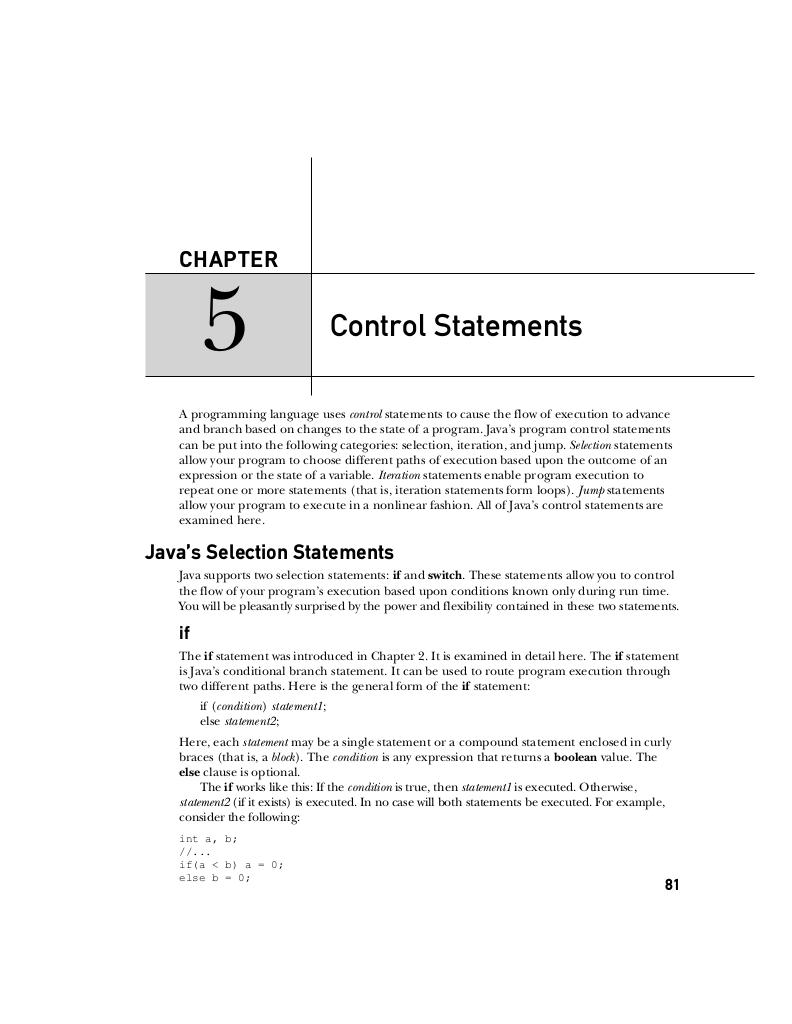 CHAPTER
5
Control Statements
A programming language uses control statements to cause the flow of execution to advance
and branch based on changes to the state of a program. Java’s program control statements
can be put into the following categories: selection, iteration, and jump. Selection statements
allow your program to choose different paths of execution based upon the outcome of an
expression or the state of a variable. Iteration statements enable program execution to
repeat one or more statements (that is, iteration statements form loops). Jump statements
allow your program to execute in a nonlinear fashion. All of Java’s control statements are
examined here.
Java’s Selection Statements
Java supports two selection statements: if and switch. These statements allow you to control
the flow of your program’s execution based upon conditions known only during run time.
You will be pleasantly surprised by the power and flexibility contained in these two statements.
if
The if statement was introduced in Chapter 2. It is examined in detail here. The if statement
is Java’s conditional branch statement. It can be used to route program execution through
two different paths. Here is the general form of the if statement:
if (condition) statement1;
else statement2;
Here, each statement may be a single statement or a compound statement enclosed in curly
braces (that is, a block). The condition is any expression that returns a boolean value. The
else clause is optional.
The if works like this: If the condition is true, then statement1 is executed. Otherwise,
statement2 (if it exists) is executed. In no case will both statements be executed. For example,
consider the following:
int a, b;
//...
if(a < b) a = 0;
else b = 0;
81